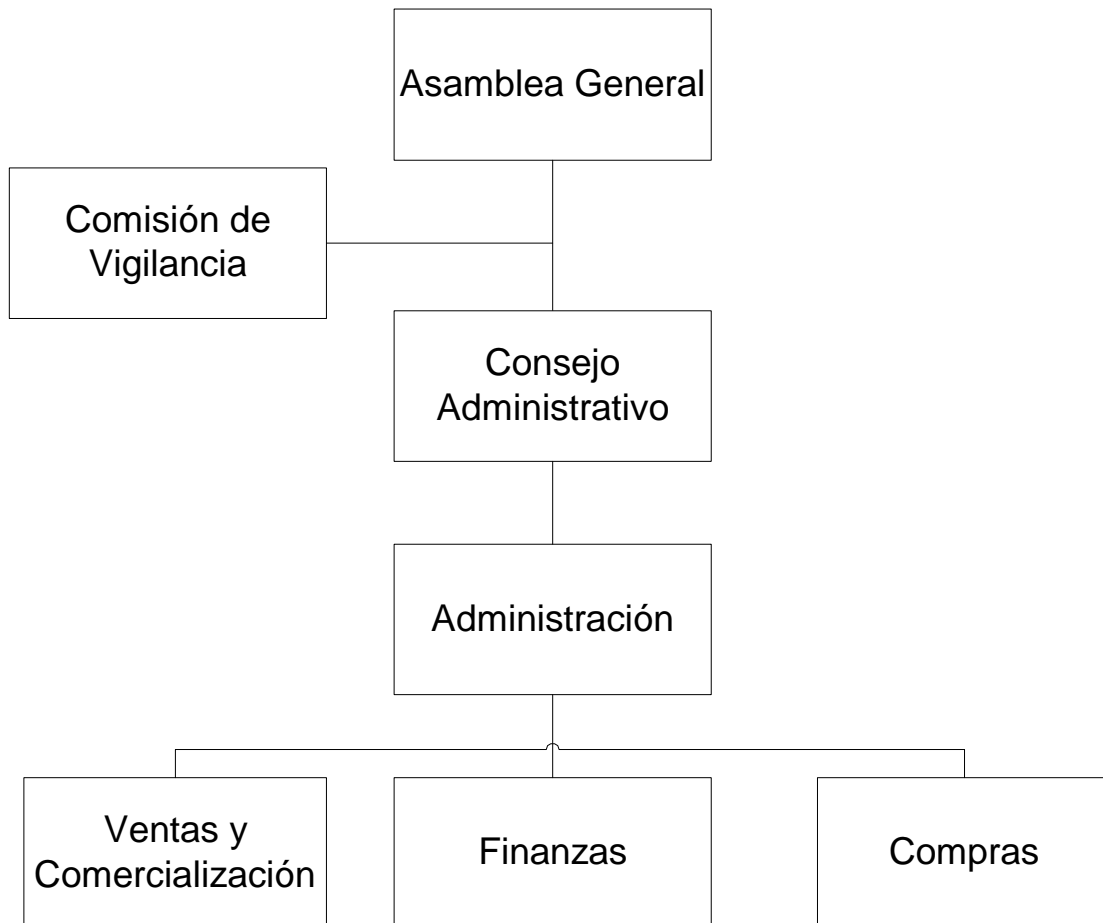 Asamblea General
Comisión de
Vigilancia
Consejo
Administrativo
Administración
Ventas y
Comercialización
Finanzas
Compras